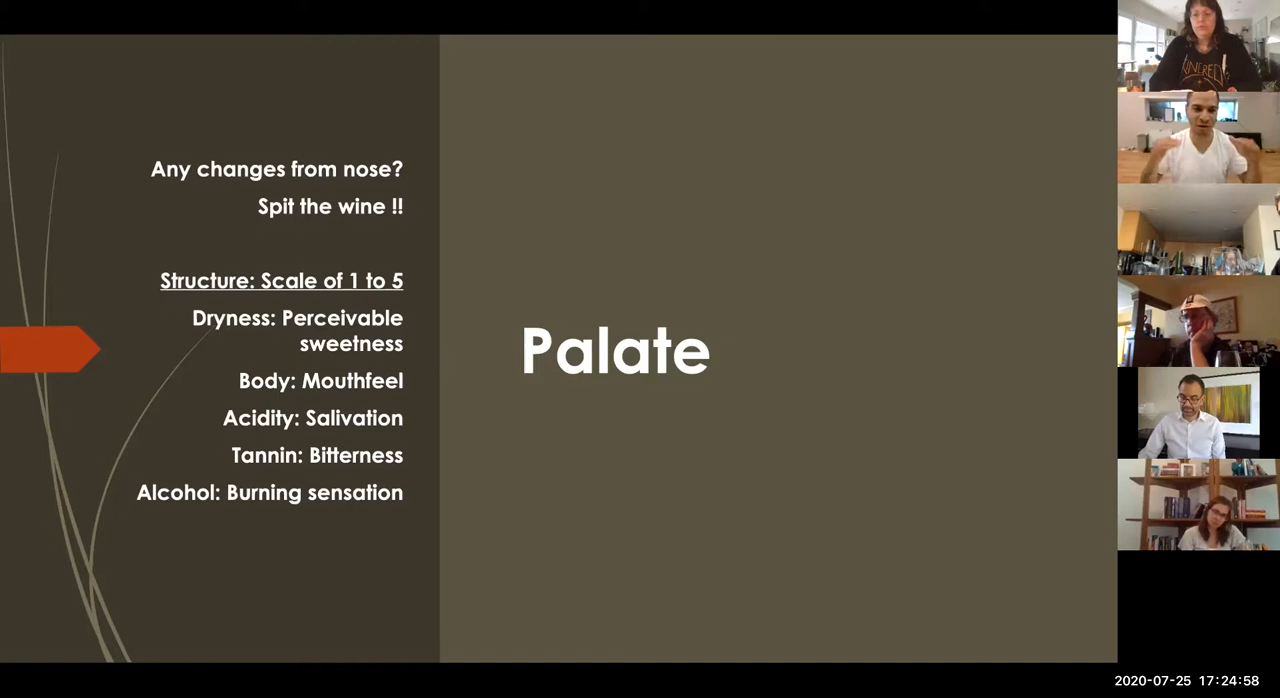 Any changes from nose?
Spit the wine !!
Structure: Scale of 1 to 5
Dryness: Perceivable
sweetness
Body: Mouthfeel
Acidity: Salivation
Tannin: Bitterness
Alcohol: Burning sensation
Palate
2020-07-25 17:24:58